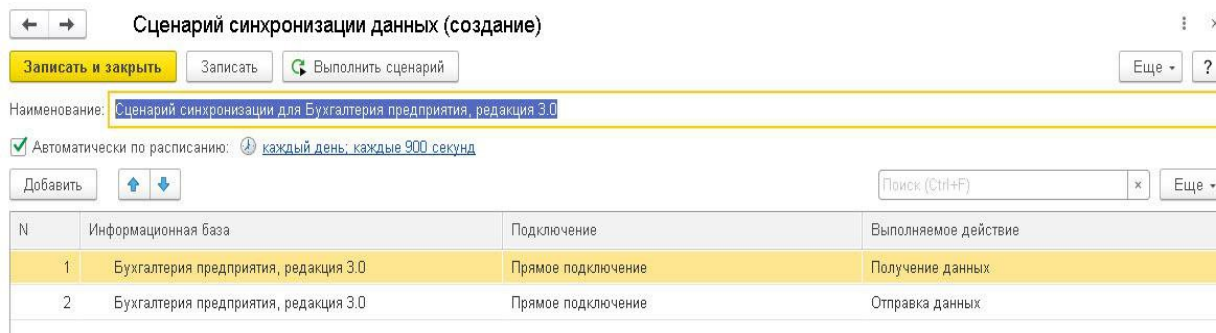 Сценарий синхронизации данных (создание)
Записать и закрыть Записать Выполнить сценарий Еще ?
Наименование: Сценарий синхронизации для Бухгалтерия предприятия, редакция 3.0
Автоматически по расписанию: каждый день; каждые 900 секунд
Добавить Поиск (Ctrl+F) × Еще
N Информационная база Подключение Выполняемое действие
1 Бухгалтерия предприятия, редакция 3.0 Прямое подключение Получение данных
2 Бухгалтерия предприятия, редакция 3.0 Прямое подключение Отправка данных